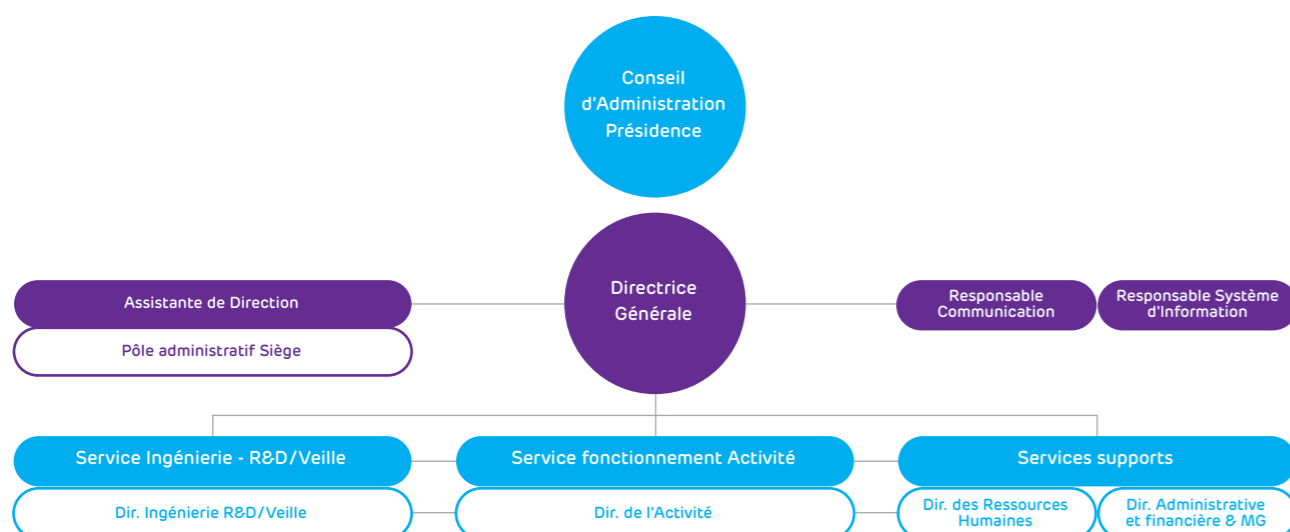 Conseil
d'Administration
Présidence
Directrice
Générale
Assistante de Direction
Pôle administratif Siège
Responsable
Communication
Responsable Système
d'Information
Service Ingénierie - R&D/Veille
Service fonctionnement Activité
Services supports
Dir. Ingénierie R&D/Veille
Dir. de l'Activité
Dir. des Ressources
Humaines
Dir. Administrative
et financière & MG